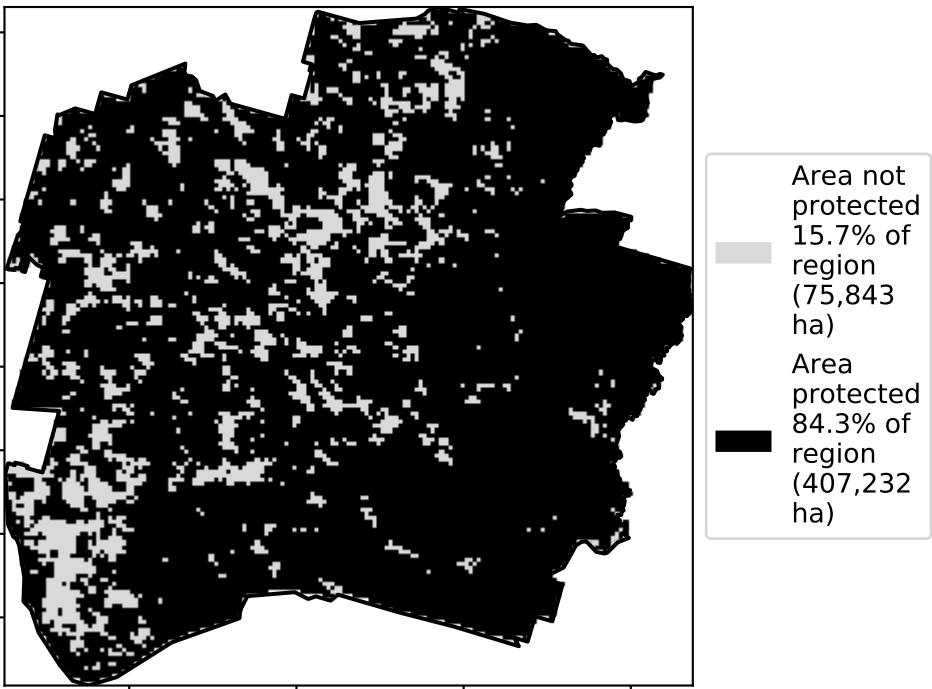 Area not
protected
15.7% of
region
(75,843
ha)
Area
protected
84.3% of
region
(407,232
ha)